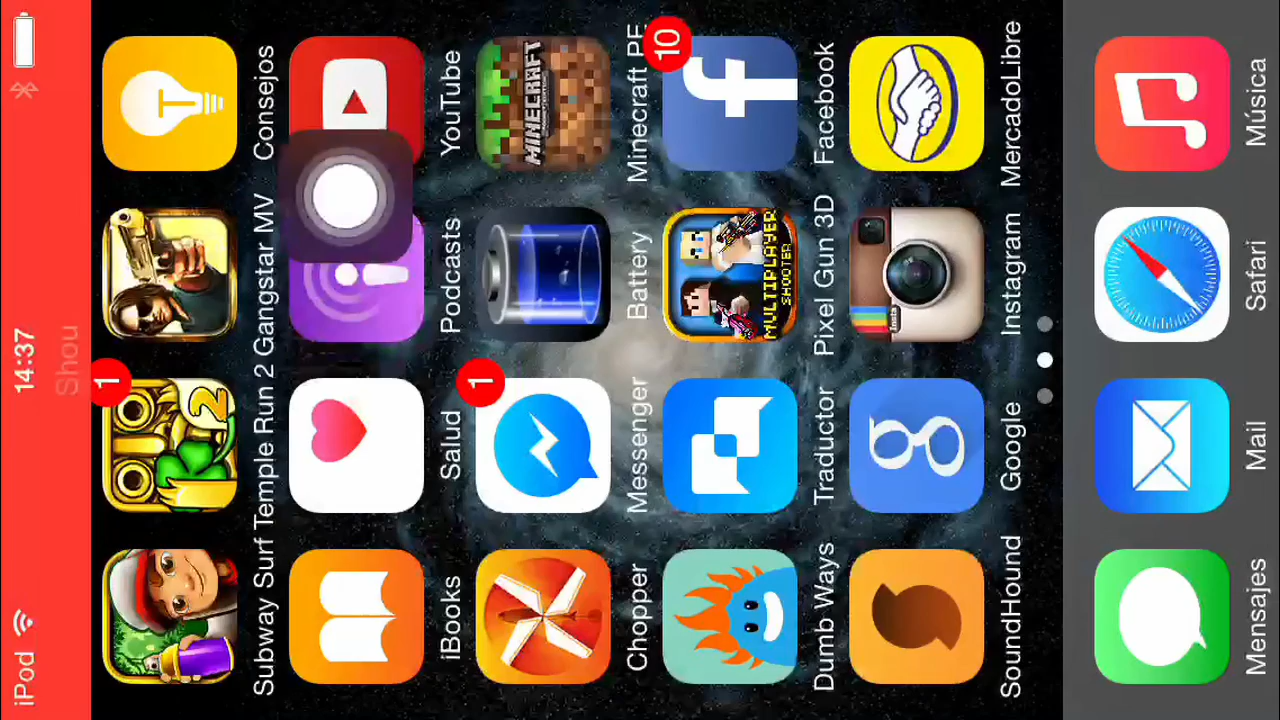 iPod 14:37
Shou
1
2
Subway Surf Temple Run 2 Gangstar MV Consejos
iBooks Salud Podcasts YouTube
1
MINECRAFT
Chopper Messenger Battery Minecraft PE
10
f
MULTIPLAYER
SHOOTER
Dumb Ways Traductor Pixel Gun 3D Facebook
g
Insta
SoundHound Google Instagram MercadoLibre
Mensajes Mail Safari Música